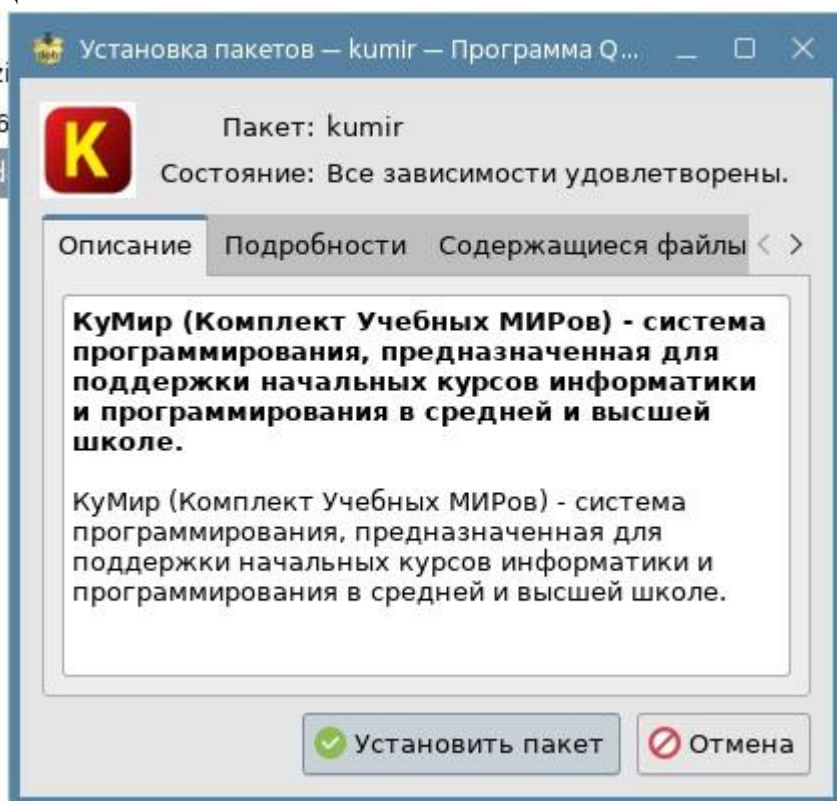 Установка пакетов — kumir — Программа Q...
zi
6
d
K
Пакет: kumir
Состояние: Все зависимости удовлетворены.
Описание Подробности Содержащиеся файлы
КуМир (Комплект Учебных МИРов) - система
программирования, предназначенная для
поддержки начальных курсов информатики
и программирования в средней и высшей
школе.
КуМир (Комплект Учебных МИРов) - система
программирования, предназначенная для
поддержки начальных курсов информатики и
программирования в средней и высшей школе.
Установить пакет Отмена